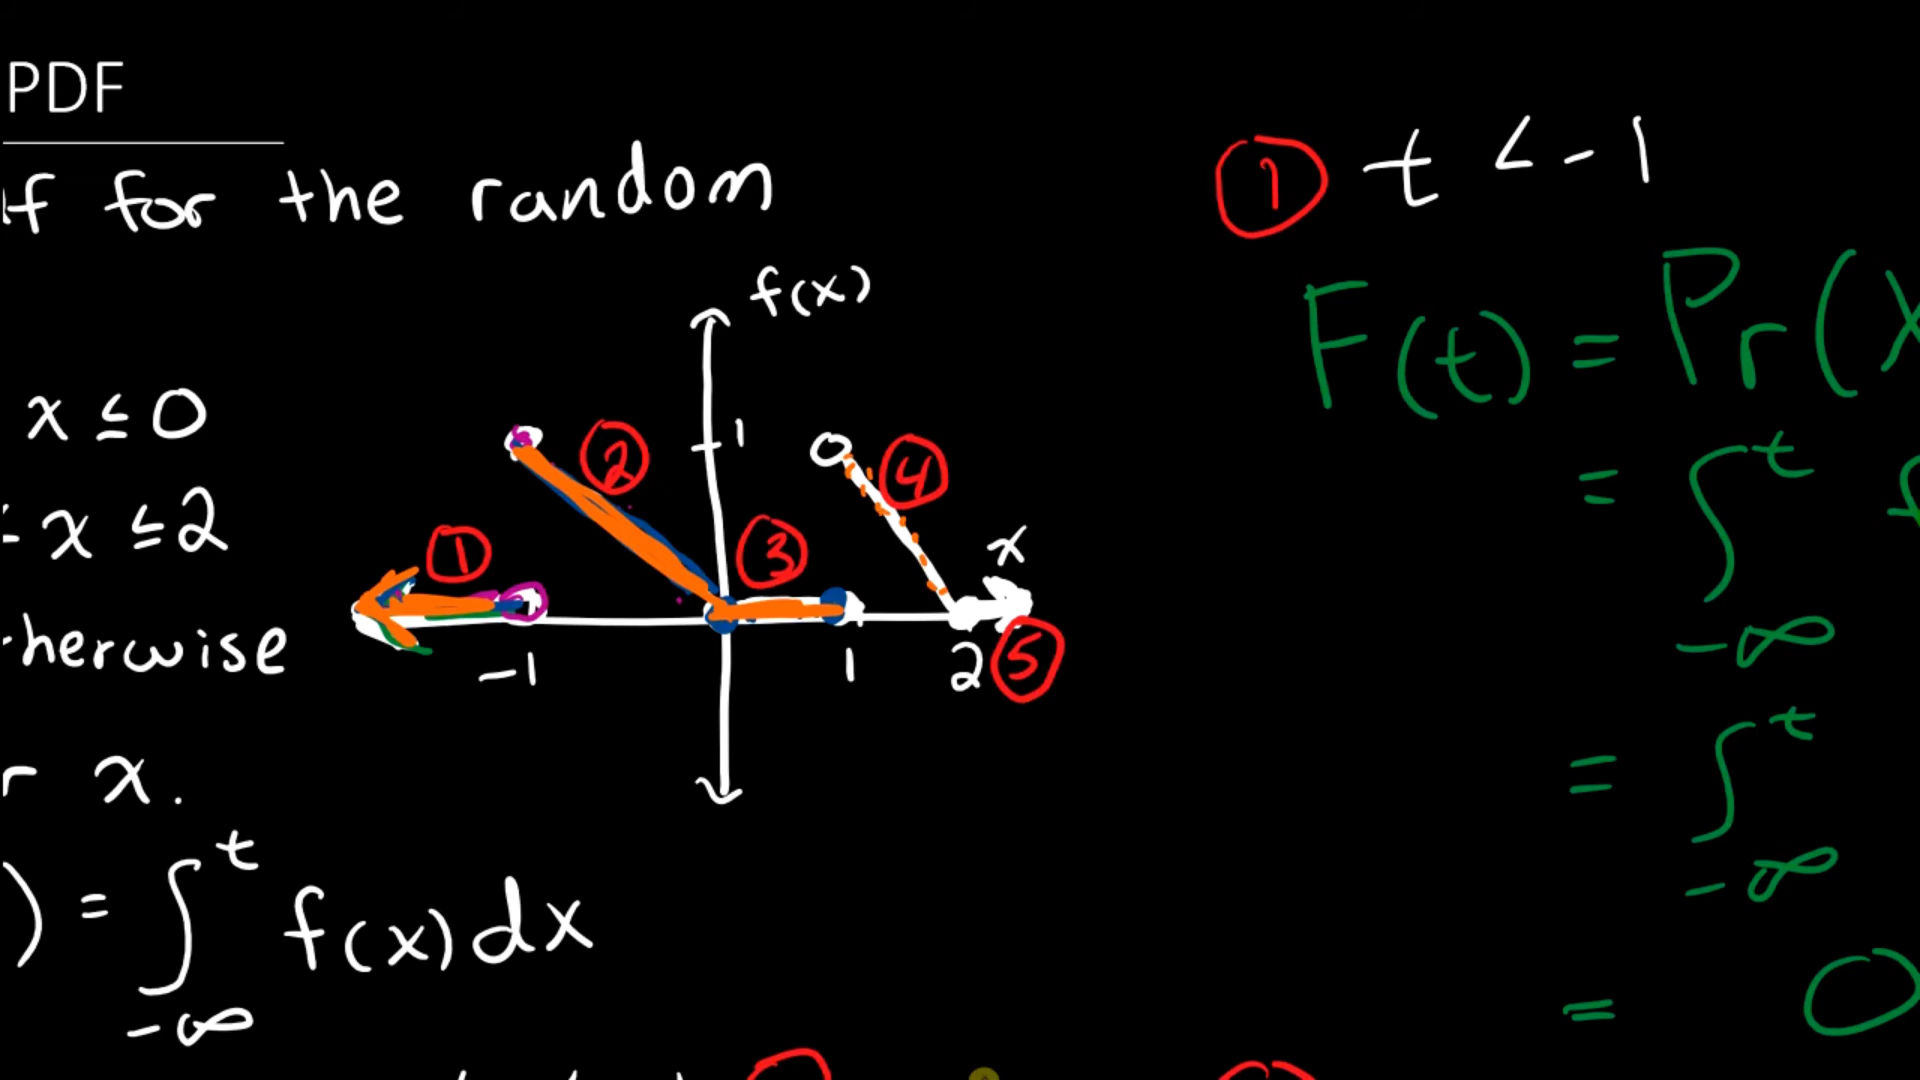 PDF
for the random
f(x)
x ≤ 0
1
② ④
x ≤ 2
① ③ x
herwise
-1 1 2 ⑤
x.
) = ∫ t -∞ f(x)dx
① t < -1
F(t) = Pr(X
= ∫ t -∞ f
= ∫ t -∞
= 0